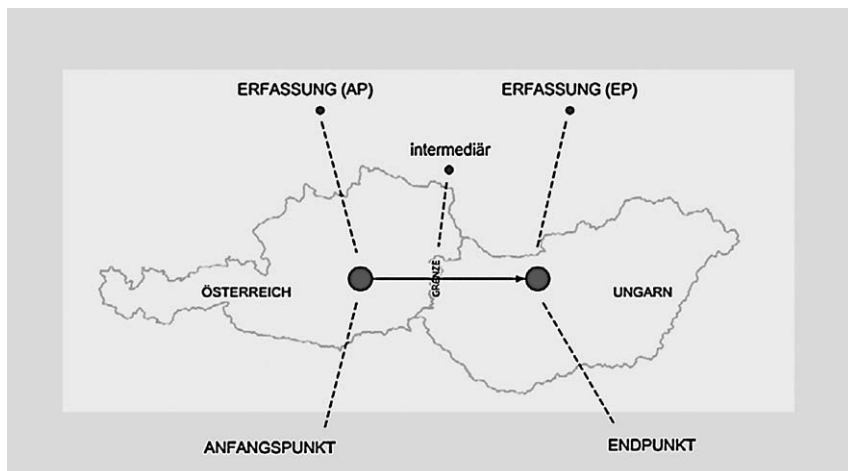 ERFASSUNG (AP)
ERFASSUNG (EP)
intermediär
GRENZE
ÖSTERREICH
UNGARN
ANFANGSPUNKT
ENDPUNKT